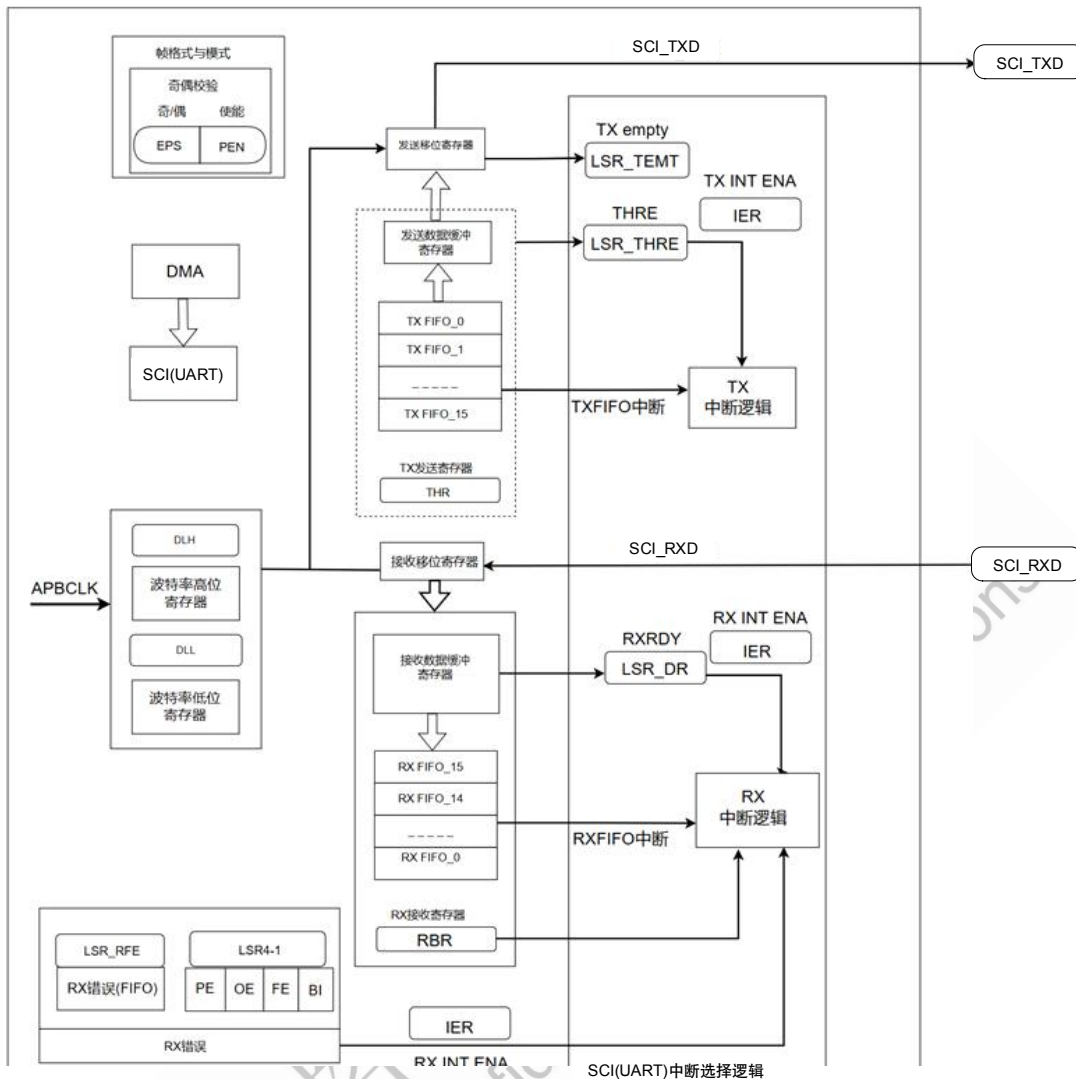 帧格式与模式
奇偶校验
奇/偶 使能
EPS PEN
SCI_TXD
SCI_TXD
发送移位寄存器
TX empty
LSR_TEMT
TX INT ENA
IER
THRE
LSR_THRE
发送数据缓冲
寄存器
DMA
SCI(UART)
TX FIFO_0
TX FIFO_1
_ _ _ _ _
TX FIFO_15
TXFIFO中断
TX
中断逻辑
TX发送寄存器
THR
APBCLK
DLH
波特率高位
寄存器
DLL
波特率低位
寄存器
接收移位寄存器
SCI_RXD
SCI_RXD
接收数据缓冲
寄存器
RXRDY
LSR_DR
RX INT ENA
IER
RX FIFO_15
RX FIFO_14
_ _ _ _ _
RX FIFO_0
RXFIFO中断
RX
中断逻辑
RX接收寄存器
RBR
LSR_RFE LSR4-1
RX错误(FIFO) PE OE FE BI
RX错误
IER
RX INT ENA
SCI(UART)中断选择逻辑